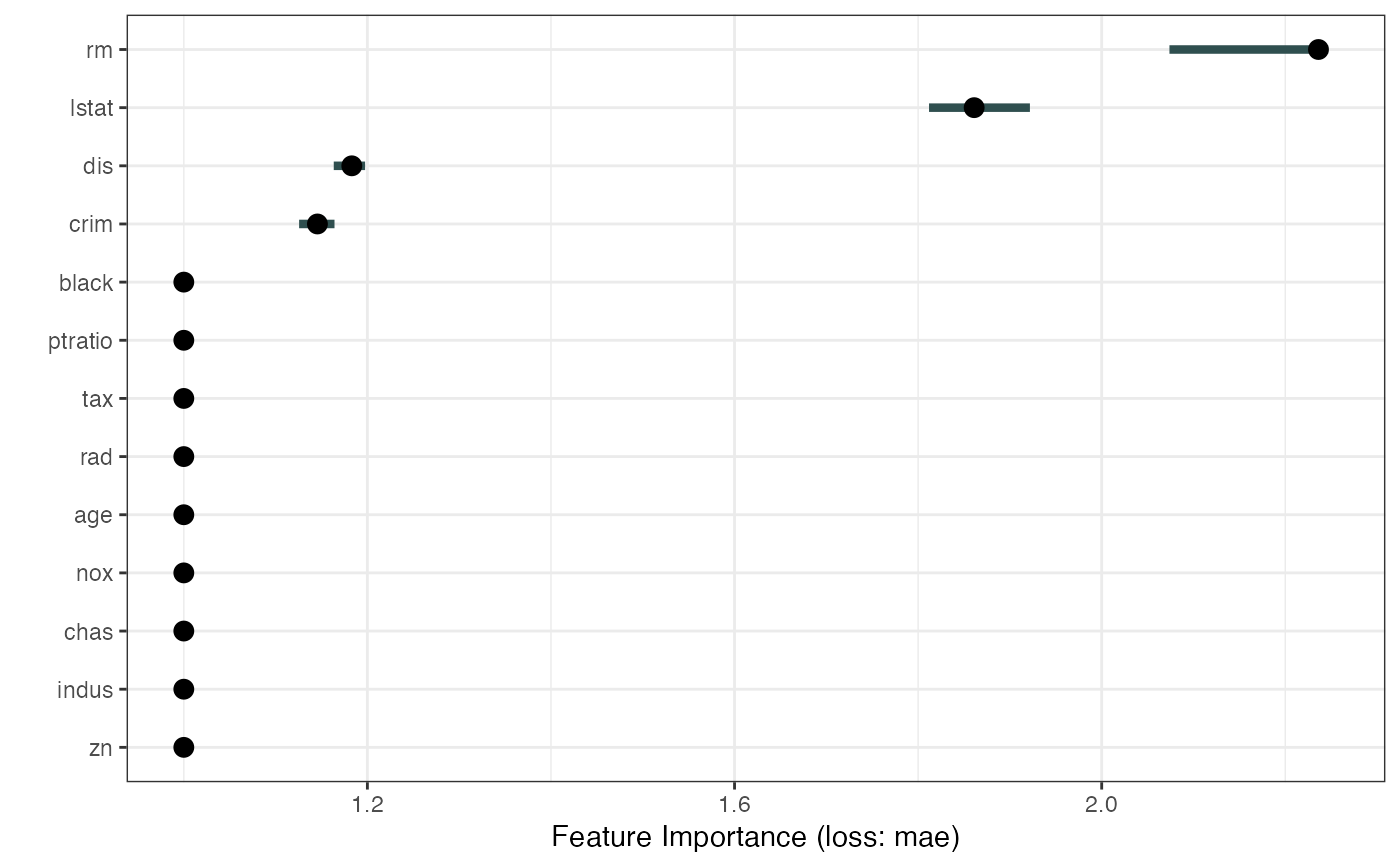 rm
lstat
dis
crim
black
ptratio
tax
rad
age
nox
chas
indus
zn
1.2 1.6 2.0
Feature Importance (loss: mae)